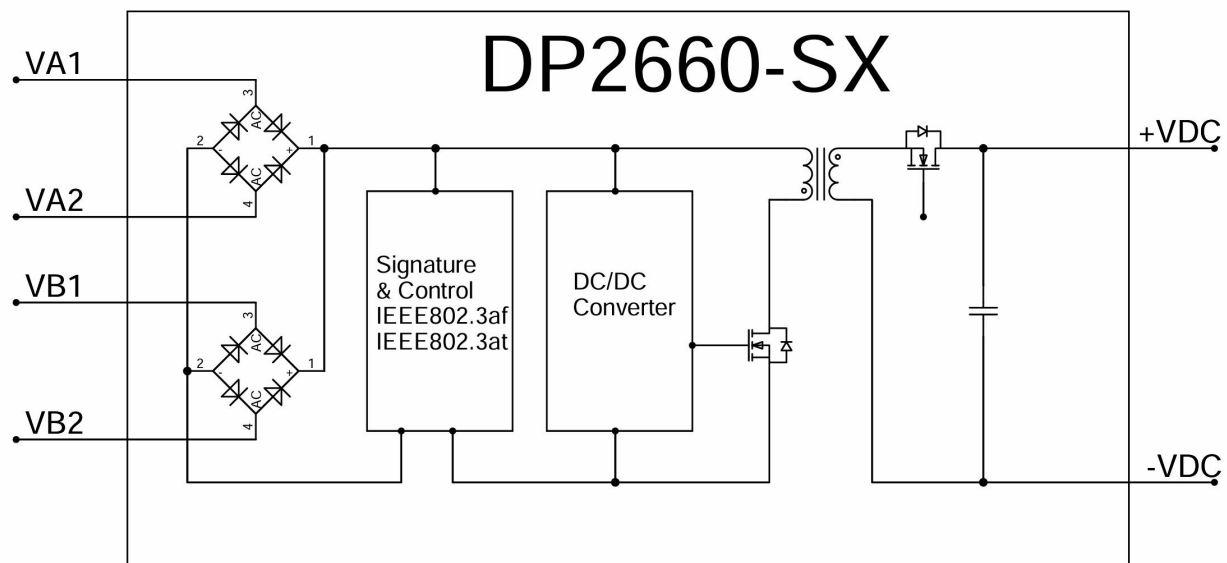 DP2660-SX
VA1
3
AC
2
-
+
1
AC
4
VA2
+VDC
Signature
& Control
IEEE802.3af
IEEE802.3at
DC/DC
Converter
VB1
3
AC
2
-
+
1
AC
4
VB2
-VDC